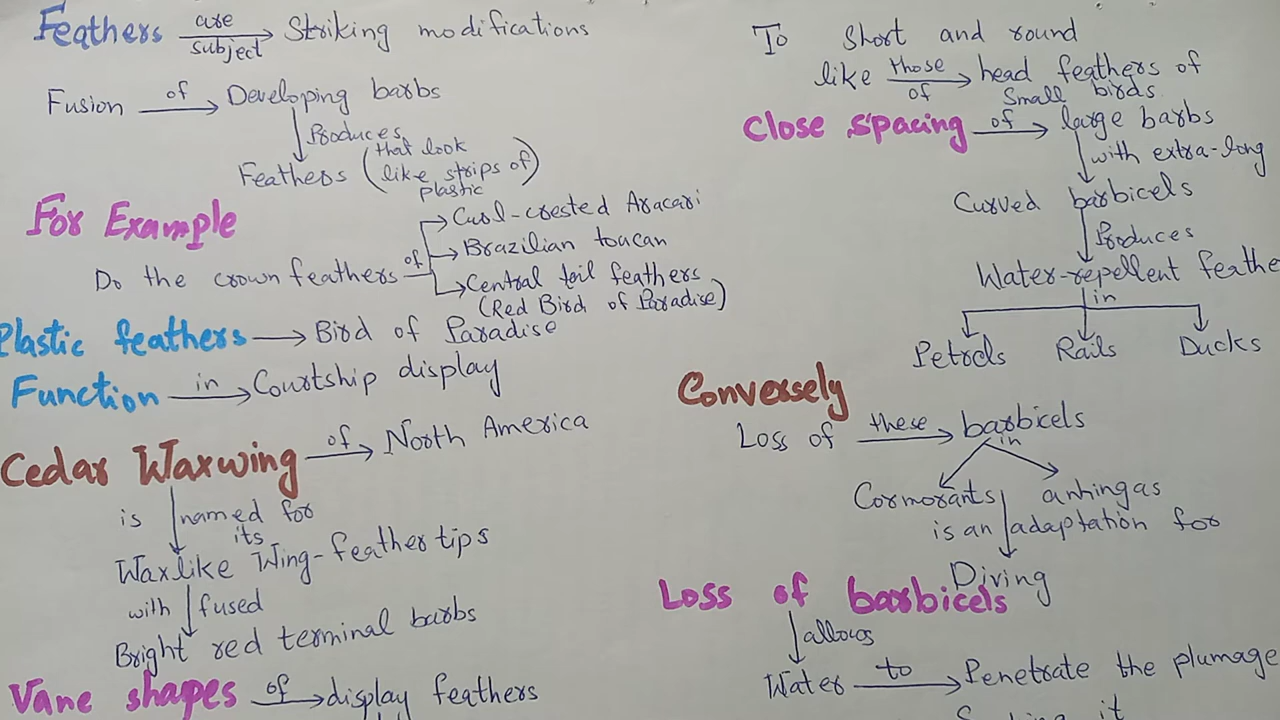 Feathers are subject → Striking modifications
Fusion of → Developing barbs
Produces
Feathers (that look like strips of plastic)
For Example
Do the crown feathers of → Curl-crested Aracari
→ Brazilian toucan
→ Central tail feathers
(Red Bird of Paradise)
Plastic feathers → Bird of Paradise
Function in → Courtship display
Cedar Waxwing of → North America
is named for
its
Waxlike Wing-feather tips
with fused
Bright red terminal barbs
Vane shapes of → display feathers
To short and round
like those of → head feathers of
Small birds
Close spacing of → large barbs
with extra-long
Curved barbicels
Produces
Water-repellent feathe
in
Petrels Rails Ducks
Conversely
Loss of these → barbicels
in
Cormorants anhingas
is an adaptation for
Diving
Loss of barbicels
allows
Water to → Penetrate the plumage
it